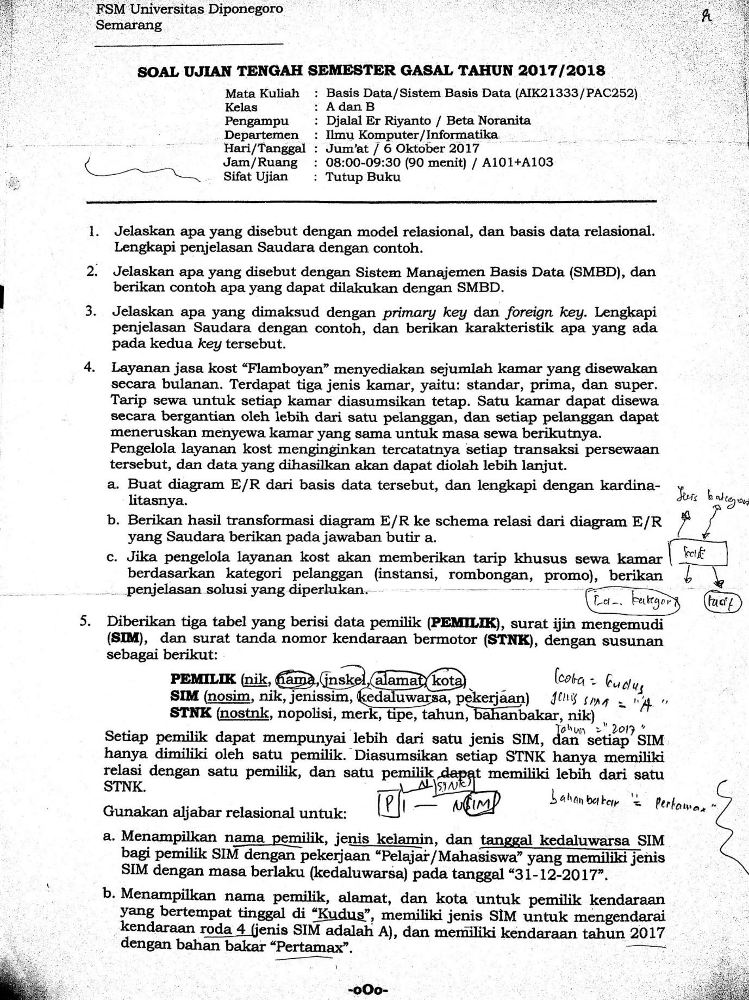 FSM Universitas Diponegoro
Semarang
SOAL UJIAN TENGAH SEMESTER GASAL TAHUN 2017/2018
Mata Kuliah : Basis Data/Sistem Basis Data (AIK21333/PAC252)
Kelas : A dan B
Pengampu : Djalal Er Riyanto / Beta Noranita
Departemen : Ilmu Komputer/Informatika
Hari/Tanggal : Jum'at / 6 Oktober 2017
Jam/Ruang : 08:00-09:30 (90 menit) / A101+A103
Sifat Ujian : Tutup Buku
1. Jelaskan apa yang disebut dengan model relasional, dan basis data relasional.
Lengkapi penjelasan Saudara dengan contoh.
2. Jelaskan apa yang disebut dengan Sistem Manajemen Basis Data (SMBD), dan
berikan contoh apa yang dapat dilakukan dengan SMBD.
3. Jelaskan apa yang dimaksud dengan primary key dan foreign key. Lengkapi
penjelasan Saudara dengan contoh, dan berikan karakteristik apa yang ada
pada kedua key tersebut.
4. Layanan jasa kost “Flamboyan” menyediakan sejumlah kamar yang disewakan
secara bulanan. Terdapat tiga jenis kamar, yaitu: standar, prima, dan super.
Tarip sewa untuk setiap kamar diasumsikan tetap. Satu kamar dapat disewa
secara bergantian oleh lebih dari satu pelanggan, dan setiap pelanggan dapat
meneruskan menyewa kamar yang sama untuk masa sewa berikutnya.
Pengelola layanan kost menginginkan tercatatnya setiap transaksi persewaan
tersebut, dan data yang dihasilkan akan dapat diolah lebih lanjut.
a. Buat diagram E/R dari basis data tersebut, dan lengkapi dengan kardina-
litasnya.
b. Berikan hasil transformasi diagram E/R ke schema relasi dari diagram E/R
yang Saudara berikan pada jawaban butir a.
c. Jika pengelola layanan kost akan memberikan tarip khusus sewa kamar
berdasarkan kategori pelanggan (instansi, rombongan, promo), berikan
penjelasan solusi yang diperlukan.
kategori
tarif
5. Diberikan tiga tabel yang berisi data pemilik (PEMILIK), surat ijin mengemudi
(SIM), dan surat tanda nomor kendaraan bermotor (STNK), dengan susunan
sebagai berikut:
PEMILIK (nik, nama, jnskel, alamat, kota)
SIM (nosim, nik, jenissim, kedaluwarsa, pekerjaan)
STNK (nostnk, nopolisi, merk, tipe, tahun, bahanbakar, nik)
= Kudus
jenis sima = "A"
Tahun = "2017"
Setiap pemilik dapat mempunyai lebih dari satu jenis SIM, dan setiap SIM
hanya dimiliki oleh satu pemilik. Diasumsikan setiap STNK hanya memiliki
relasi dengan satu pemilik, dan satu pemilik dapat memiliki lebih dari satu
STNK.
N STNK
P 1 — N SIM
bahanbakar = "Pertamax"
Gunakan aljabar relasional untuk:
a. Menampilkan nama pemilik, jenis kelamin, dan tanggal kedaluwarsa SIM
bagi pemilik SIM dengan pekerjaan “Pelajar/Mahasiswa” yang memiliki jenis
SIM dengan masa berlaku (kedaluwarsa) pada tanggal “31-12-2017”.
b. Menampilkan nama pemilik, alamat, dan kota untuk pemilik kendaraan
yang bertempat tinggal di “Kudus”, memiliki jenis SIM untuk mengendarai
kendaraan roda 4 (jenis SIM adalah A), dan memiliki kendaraan tahun 2017
dengan bahan bakar “Pertamax”.
-oOo-